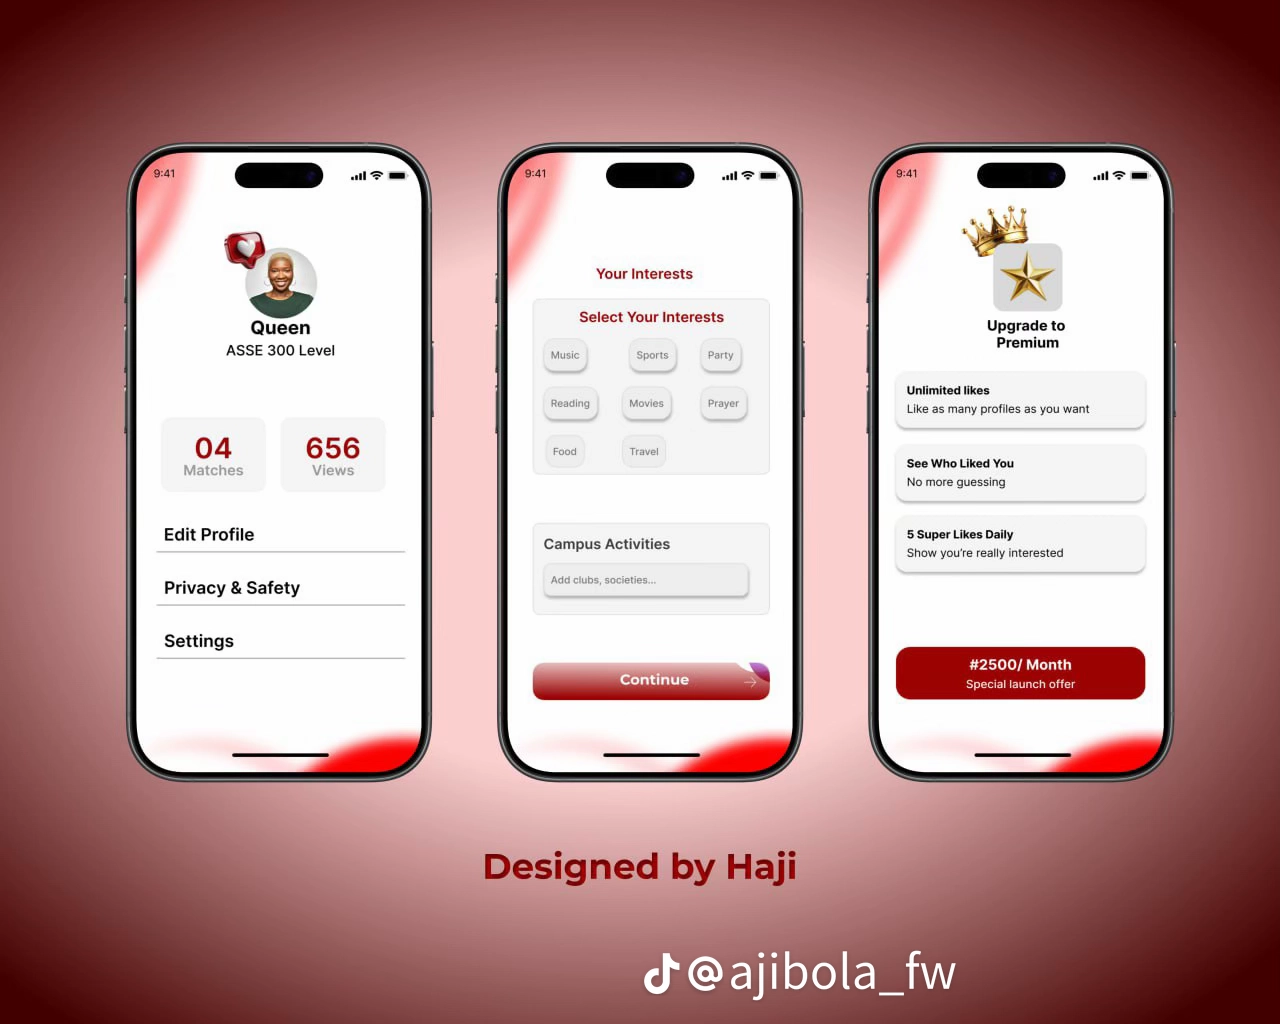 9:41
Queen
ASSE 300 Level
04
Matches
656
Views
Edit Profile
Privacy & Safety
Settings
9:41
Your Interests
Select Your Interests
Music Sports Party
Reading Movies Prayer
Food Travel
Campus Activities
Add clubs, societies...
Continue
9:41
Upgrade to
Premium
Unlimited likes
Like as many profiles as you want
See Who Liked You
No more guessing
5 Super Likes Daily
Show you're really interested
#2500/ Month
Special launch offer
Designed by Haji
@ajibola_fw